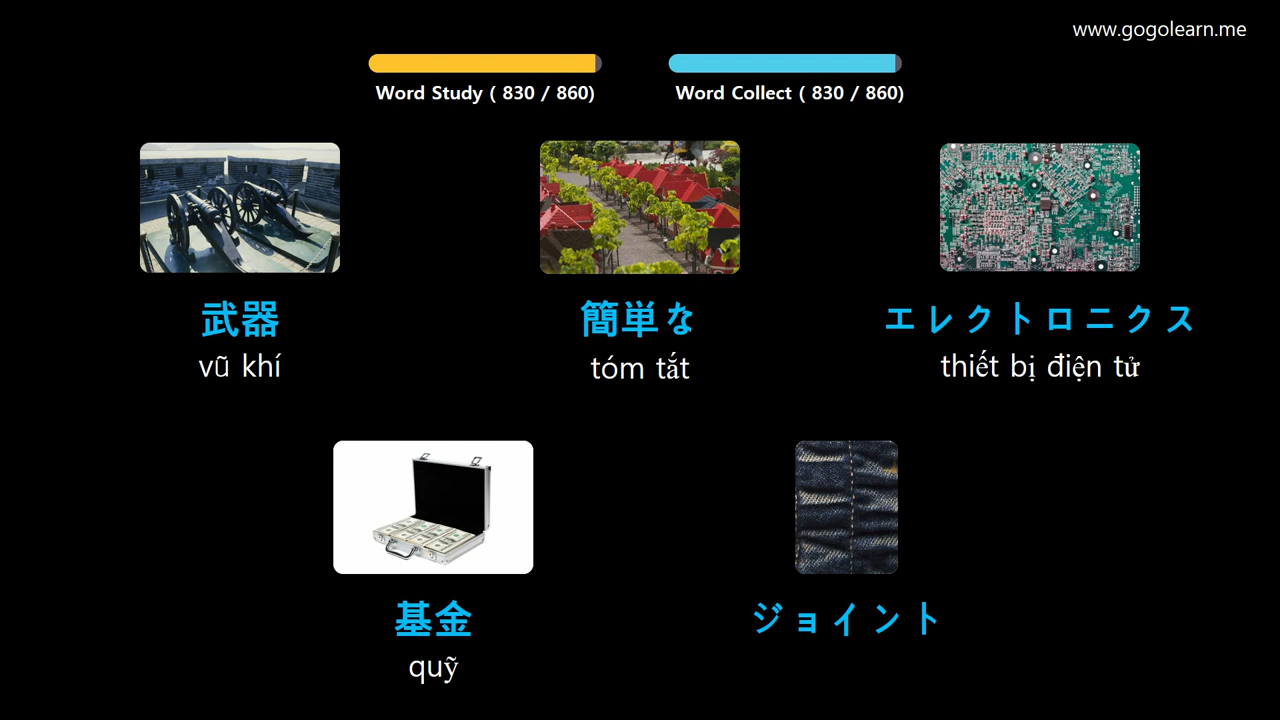 www.gogolearn.me
Word Study ( 830 / 860)
Word Collect ( 830 / 860)
武器
vũ khí
簡単な
tóm tắt
エレクトロニクス
thiết bị điện tử
基金
quỹ
ジョイント